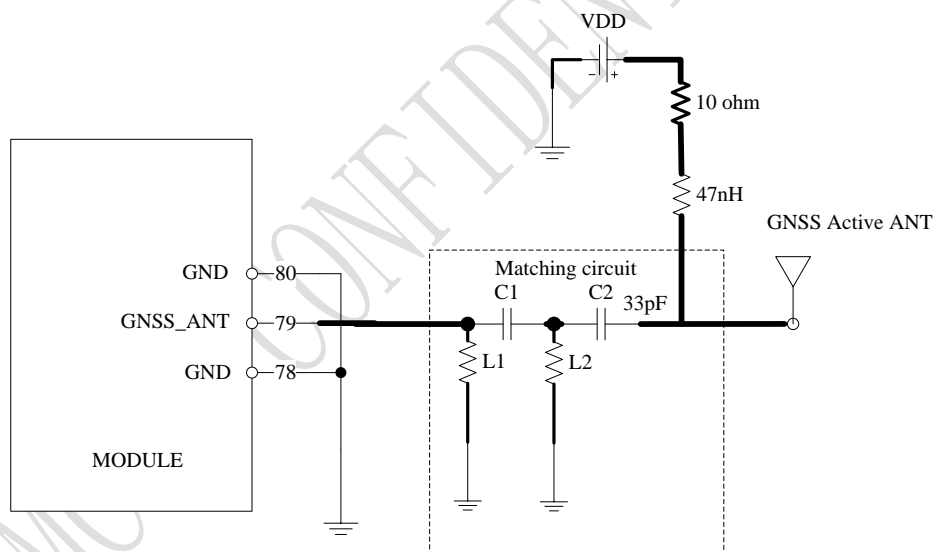 VDD
- +
10 ohm
47nH
GNSS Active ANT
Matching circuit
C1
C2
33pF
GND
80
GNSS_ANT
79
GND
78
L1
L2
MODULE
CONFIDEN